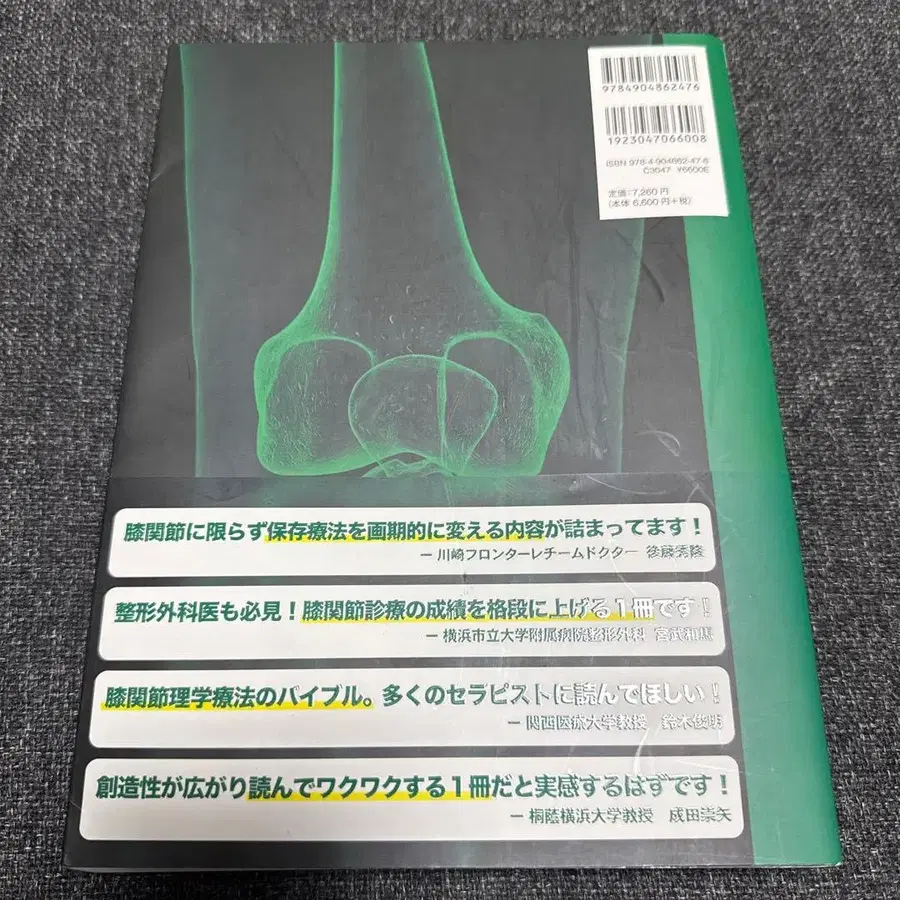 9784904862476
1923047066008
ISBN 978-4-904862-47-6
C3047 ¥6600E
定価:7,260円
(本体 6,600円+税)
膝関節に限らず保存療法を画期的に変える内容が詰まってます!
ー 川崎フロンターレチームドクター 後藤秀隆
整形外科医も必見!膝関節診療の成績を格段に上げる1冊です!
ー 横浜市立大学附属病院整形外科 宮武和馬
膝関節理学療法のバイブル。多くのセラピストに読んでほしい!
ー 関西医療大学教授 鈴木俊明
創造性が広がり読んでワクワクする1冊だと実感するはずです!
ー 桐蔭横浜大学教授 成田崇矢